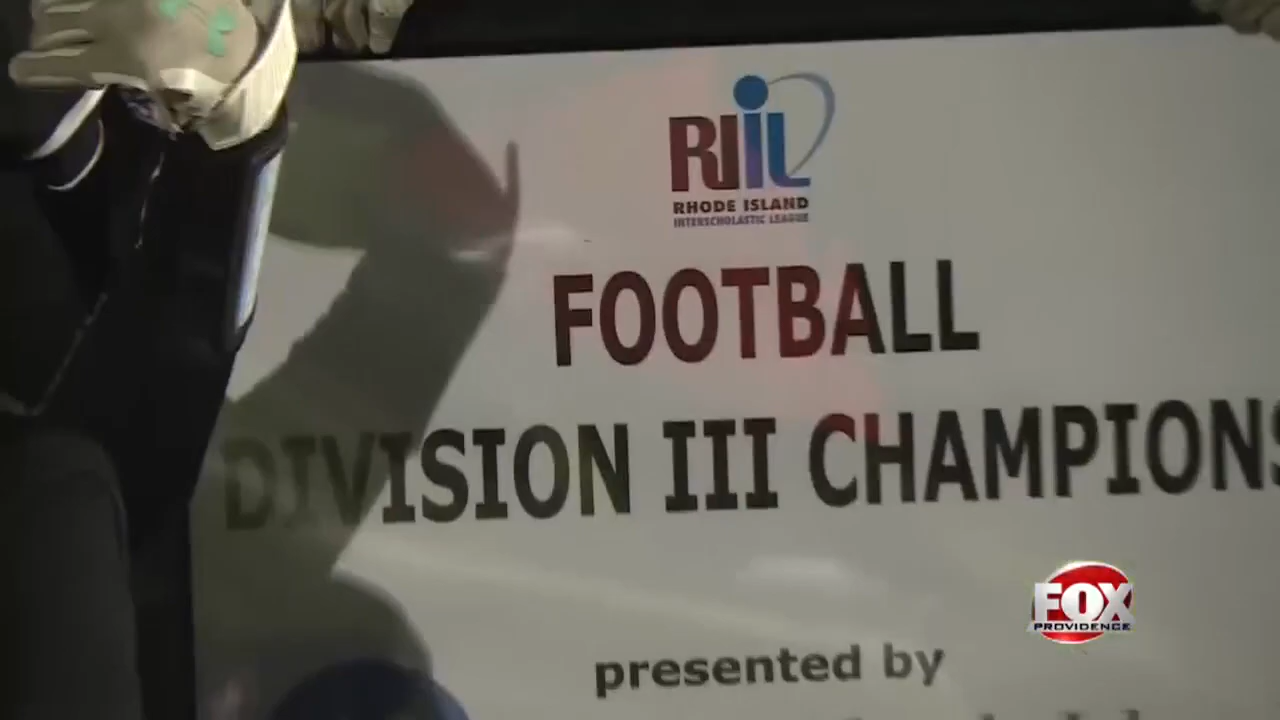 RIIL
RHODE ISLAND
INTERSCHOLASTIC LEAGUE
FOOTBALL
DIVISION III CHAMPIONS
presented by
FOX
PROVIDENCE